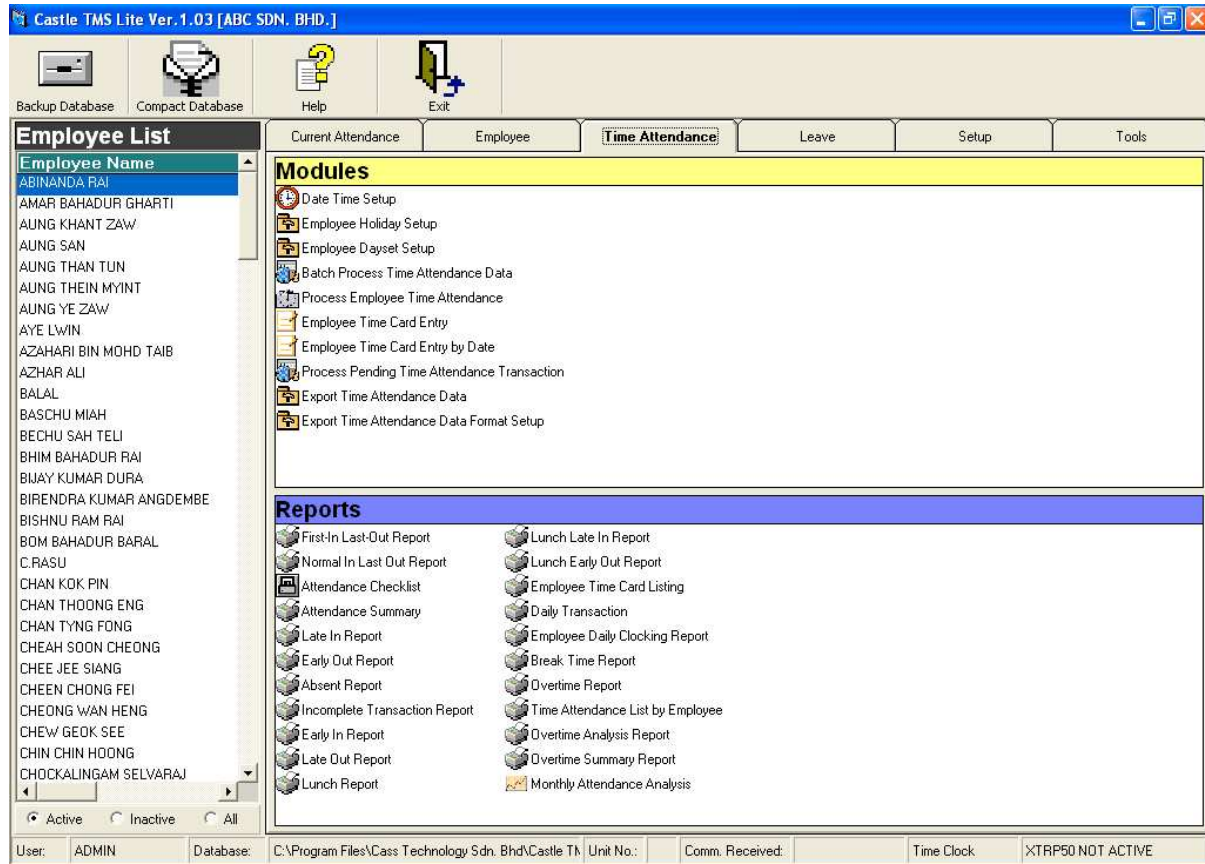 Castle TMS Lite Ver.1.03 [ABC SDN. BHD.]
Backup Database
Compact Database
Help
Exit
Employee List
Employee Name
ABINANDA RAI
AMAR BAHADUR GHARTI
AUNG KHANT ZAW
AUNG SAN
AUNG THAN TUN
AUNG THEIN MYINT
AUNG YE ZAW
AYE LWIN
AZAHARI BIN MOHD TAIB
AZHAR ALI
BALAL
BASCHU MIAH
BECHU SAH TELI
BHIM BAHADUR RAI
BIJAY KUMAR DURA
BIRENDRA KUMAR ANGDEMBE
BISHNU RAM RAI
BOM BAHADUR BARAL
C.RASU
CHAN KOK PIN
CHAN THOONG ENG
CHAN TYNG FONG
CHEAH SOON CHEONG
CHEE JEE SIANG
CHEEN CHONG FEI
CHEONG WAN HENG
CHEW GEOK SEE
CHIN CHIN HOONG
CHOCKALINGAM SELVARAJ
Active Inactive All
Current Attendance Employee Time Attendance Leave Setup Tools
Modules
Date Time Setup
Employee Holiday Setup
Employee Dayset Setup
Batch Process Time Attendance Data
Process Employee Time Attendance
Employee Time Card Entry
Employee Time Card Entry by Date
Process Pending Time Attendance Transaction
Export Time Attendance Data
Export Time Attendance Data Format Setup
Reports
First-In Last-Out Report
Normal In Last Out Report
Attendance Checklist
Attendance Summary
Late In Report
Early Out Report
Absent Report
Incomplete Transaction Report
Early In Report
Late Out Report
Lunch Report
Lunch Late In Report
Lunch Early Out Report
Employee Time Card Listing
Daily Transaction
Employee Daily Clocking Report
Break Time Report
Overtime Report
Time Attendance List by Employee
Overtime Analysis Report
Overtime Summary Report
Monthly Attendance Analysis
User: ADMIN Database: C:\Program Files\Cass Technology Sdn. Bhd\Castle TM Unit No.: Comm. Received: Time Clock XTRP50 NOT ACTIVE